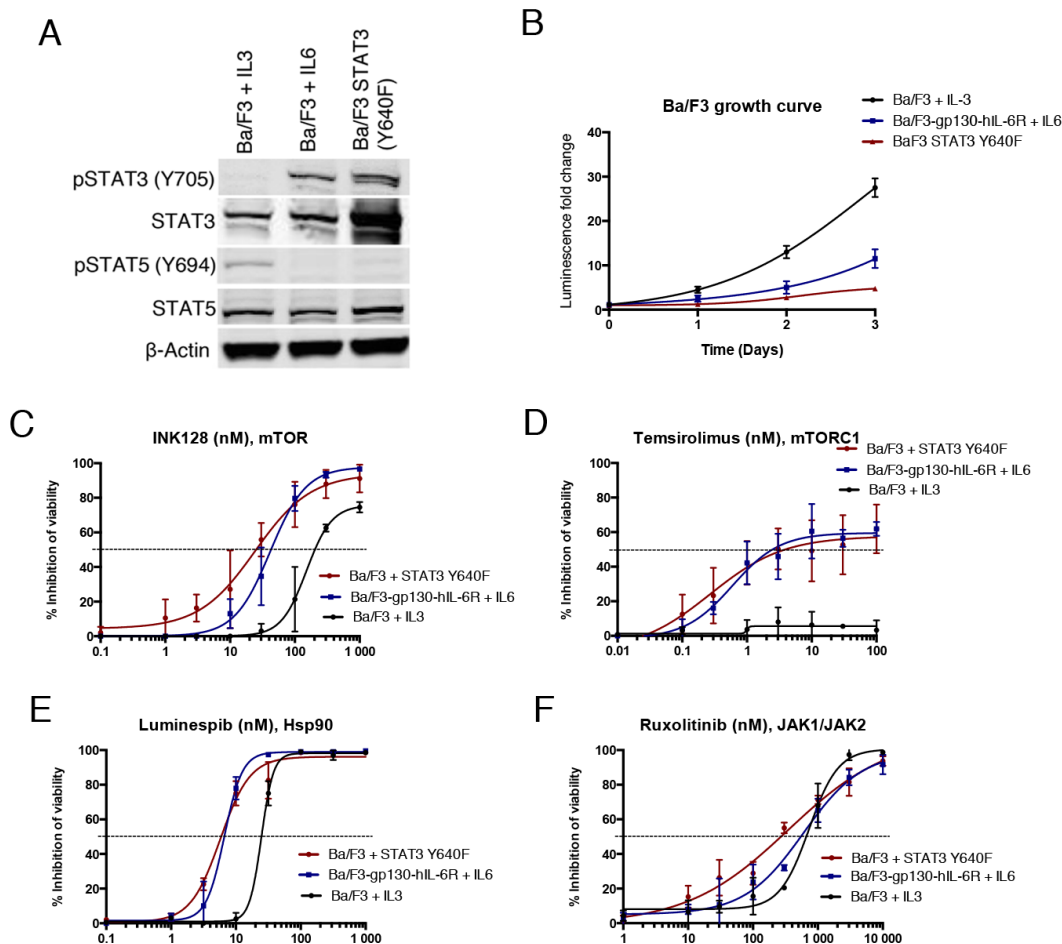 A
Ba/F3 + IL3
Ba/F3 + IL6
Ba/F3 STAT3
(Y640F)
pSTAT3 (Y705)
STAT3
pSTAT5 (Y694)
STAT5
β-Actin
B
Ba/F3 growth curve
Ba/F3 + IL-3
Ba/F3-gp130-hIL-6R + IL6
BaF3 STAT3 Y640F
Luminescence fold change
40
30
20
10
0
0 1 2 3
Time (Days)
C
INK128 (nM), mTOR
% Inhibition of viability
100
80
60
40
20
0
0.1 1 10 100 1 000
Ba/F3 + STAT3 Y640F
Ba/F3-gp130-hIL-6R + IL6
Ba/F3 + IL3
D
Temsirolimus (nM), mTORC1
Ba/F3 + STAT3 Y640F
Ba/F3-gp130-hIL-6R + IL6
Ba/F3 + IL3
% Inhibition of viability
100
80
60
40
20
0
0.01 0.1 1 10 100
E
Luminespib (nM), Hsp90
% Inhibition of viability
100
80
60
40
20
0
0.1 1 10 100 1 000
Ba/F3 + STAT3 Y640F
Ba/F3-gp130-hIL-6R + IL6
Ba/F3 + IL3
F
Ruxolitinib (nM), JAK1/JAK2
% Inhibition of viability
100
80
60
40
20
0
1 10 100 1000 10 000
Ba/F3 + STAT3 Y640F
Ba/F3-gp130-hIL-6R + IL6
Ba/F3 + IL3